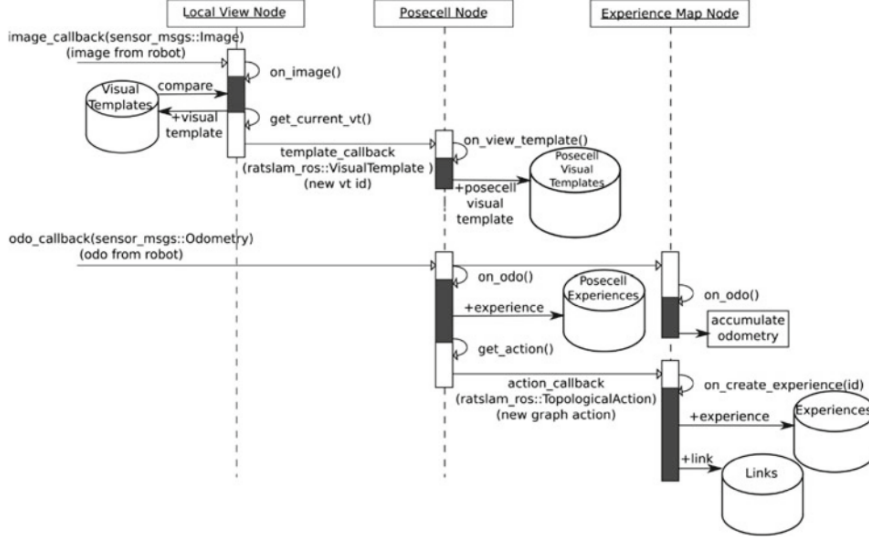 Local View Node
Posecell Node
Experience Map Node
image_callback(sensor_msgs::Image)
(image from robot)
on_image()
Visual
Templates
compare
+visual
template
get_current_vt()
template_callback
(ratslam_ros::VisualTemplate )
(new vt id)
on_view_template()
Posecell
Visual
Templates
+posecell
visual
template
odo_callback(sensor_msgs::Odometry)
(odo from robot)
on_odo()
Posecell
Experiences
+experience
on_odo()
accumulate
odometry
get_action()
action_callback
(ratslam_ros::TopologicalAction)
(new graph action)
on_create_experience(id)
+experience
Experiences
+link
Links